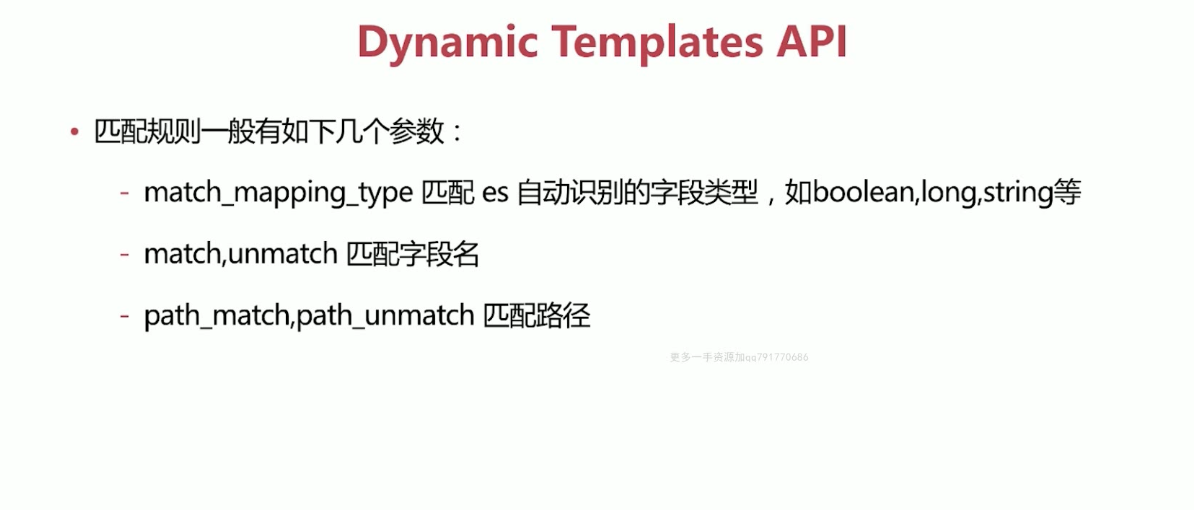 Dynamic Templates API
• 匹配规则一般有如下几个参数：
- match_mapping_type 匹配 es 自动识别的字段类型，如boolean,long,string等
- match,unmatch 匹配字段名
- path_match,path_unmatch 匹配路径
更多一手资源加qq791770686